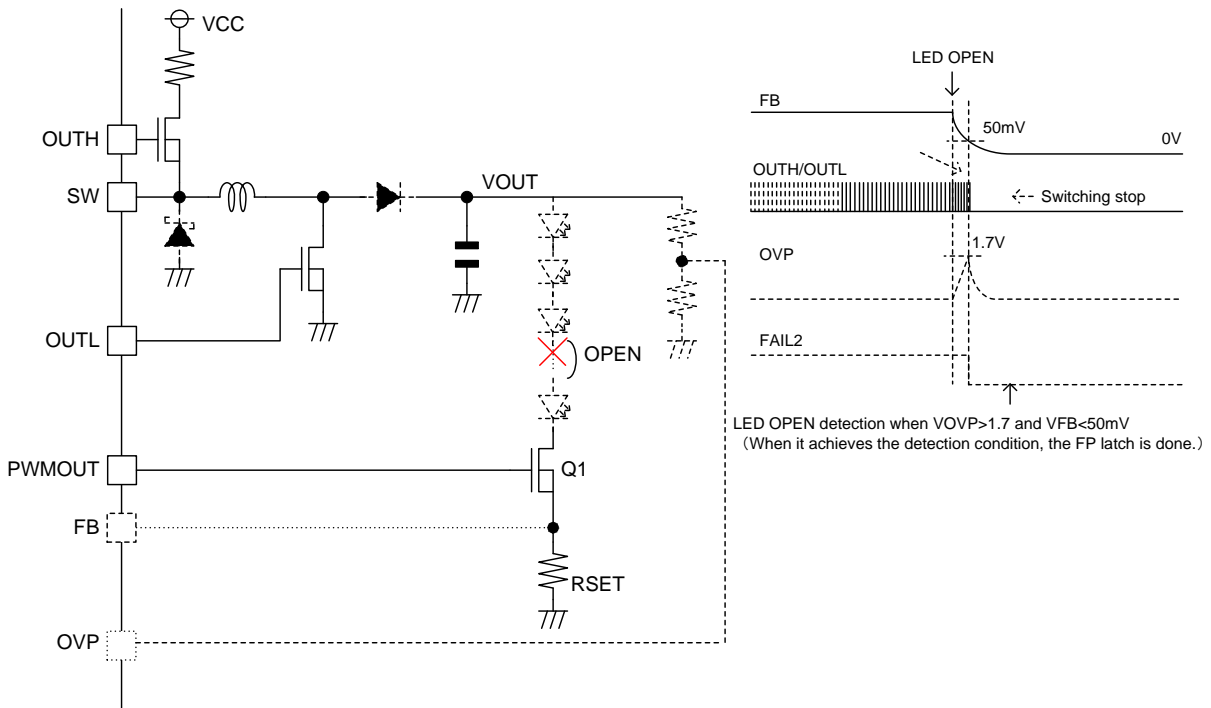 VCC
OUTH
SW
VOUT
OUTL
OPEN
PWMOUT
Q1
FB
RSET
OVP
LED OPEN
FB
50mV
0V
OUTH/OUTL
Switching stop
1.7V
OVP
FAIL2
LED OPEN detection when VOVP>1.7 and VFB<50mV
（When it achieves the detection condition, the FP latch is done.）